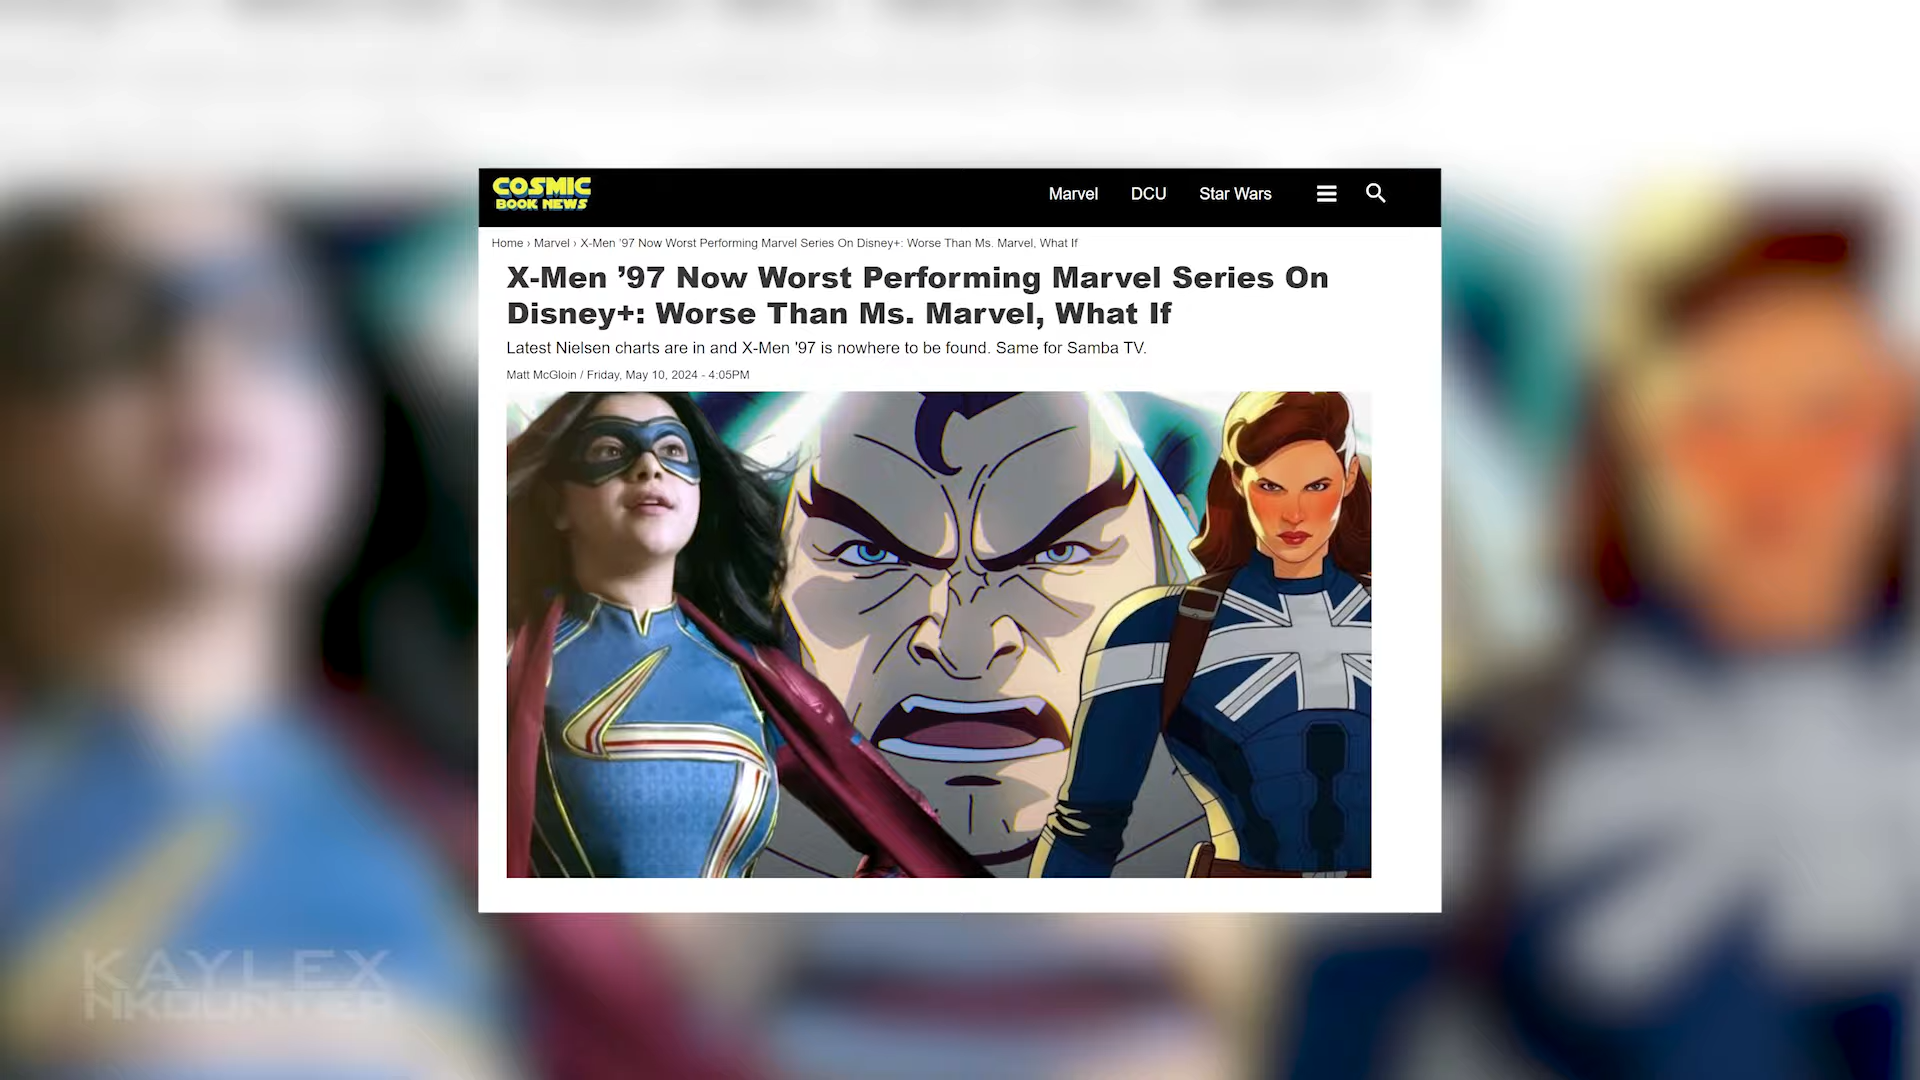 COSMIC
BOOK NEWS
Marvel DCU Star Wars
Home › Marvel › X-Men '97 Now Worst Performing Marvel Series On Disney+: Worse Than Ms. Marvel, What If
X-Men ’97 Now Worst Performing Marvel Series On
Disney+: Worse Than Ms. Marvel, What If
Latest Nielsen charts are in and X-Men '97 is nowhere to be found. Same for Samba TV.
Matt McGloin / Friday, May 10, 2024 - 4:05PM
KAYLEX
NKOUNTER